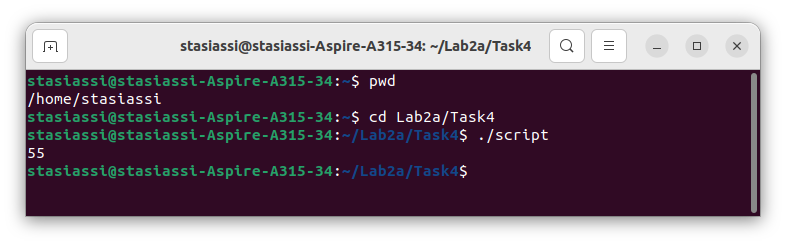 stasiassi@stasiassi-Aspire-A315-34: ~/Lab2a/Task4
stasiassi@stasiassi-Aspire-A315-34:~$ pwd
/home/stasiassi
stasiassi@stasiassi-Aspire-A315-34:~$ cd Lab2a/Task4
stasiassi@stasiassi-Aspire-A315-34:~/Lab2a/Task4$ ./script
55
stasiassi@stasiassi-Aspire-A315-34:~/Lab2a/Task4$